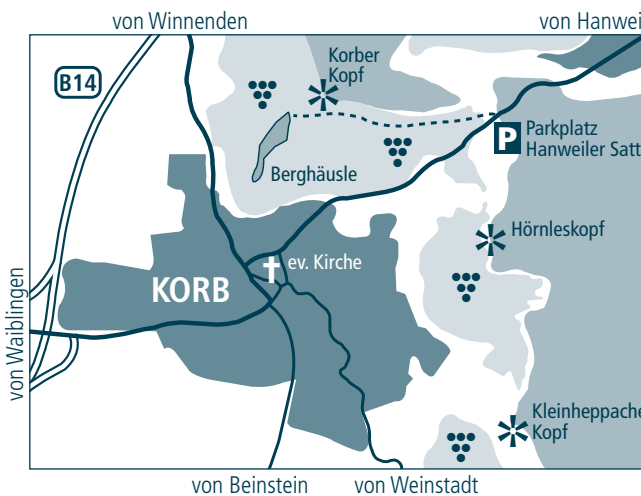 von Winnenden
von Hanwei
B14
Korber
Kopf
P
Parkplatz
Hanweiler Satt
Berghäusle
Hörnleskopf
ev. Kirche
KORB
von Waiblingen
Kleinheppache
Kopf
von Beinstein
von Weinstadt